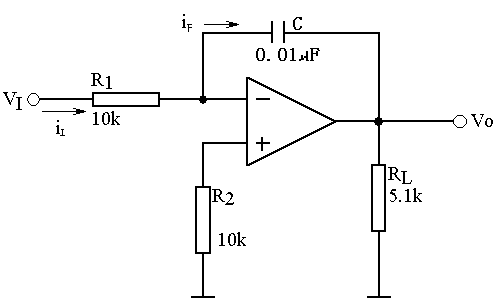 iF
C
0.01μF
R1
VI
10k
iI
−
+
Vo
RL
5.1k
R2
10k